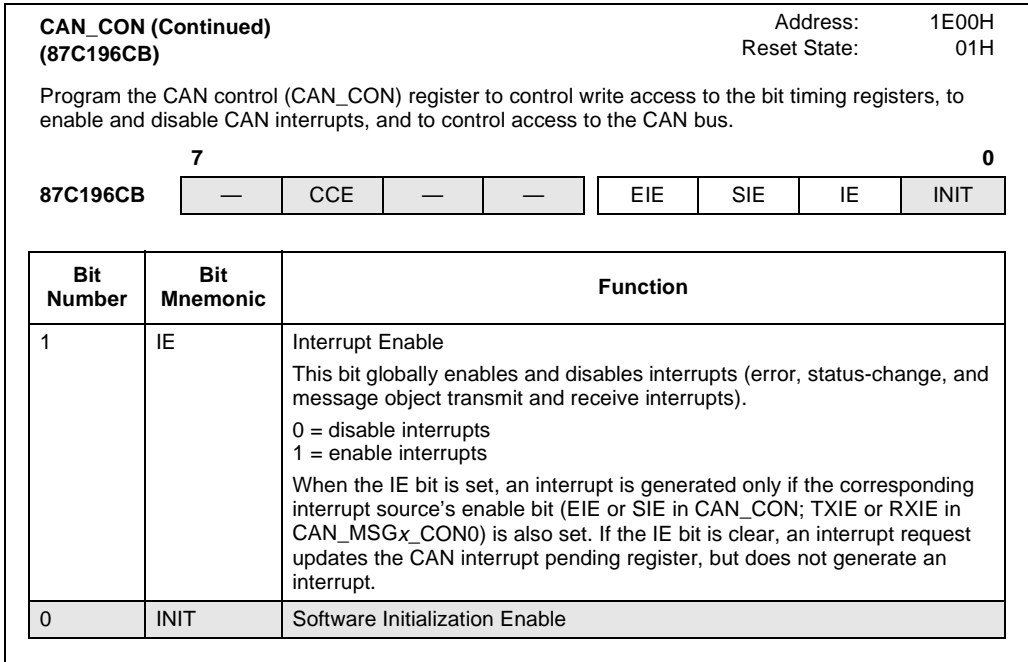 CAN_CON (Continued)
(87C196CB)
Address: 1E00H
Reset State: 01H
Program the CAN control (CAN_CON) register to control write access to the bit timing registers, to
enable and disable CAN interrupts, and to control access to the CAN bus.
7 0
87C196CB — CCE — — EIE SIE IE INIT
Bit Number Bit Mnemonic Function
1 IE Interrupt Enable
This bit globally enables and disables interrupts (error, status-change, and
message object transmit and receive interrupts).
0 = disable interrupts
1 = enable interrupts
When the IE bit is set, an interrupt is generated only if the corresponding
interrupt source's enable bit (EIE or SIE in CAN_CON; TXIE or RXIE in
CAN_MSGx_CON0) is also set. If the IE bit is clear, an interrupt request
updates the CAN interrupt pending register, but does not generate an
interrupt.
0 INIT Software Initialization Enable